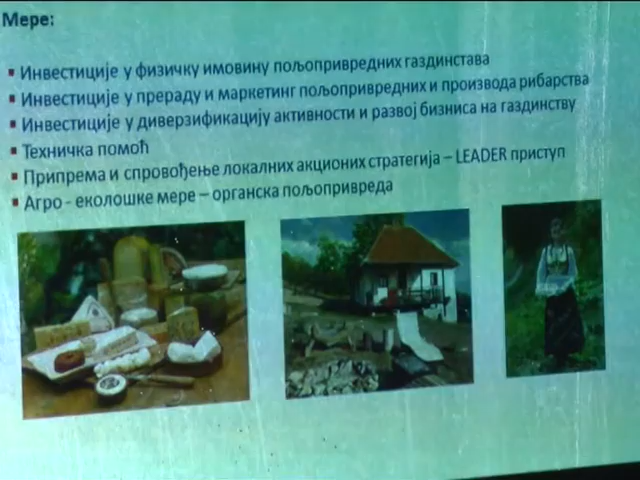 Мере:
Инвестиције у физичку имовину пољопривредних газдинстава
Инвестиције у прераду и маркетинг пољопривредних и производа рибарства
Инвестиције у диверзификацију активности и развој бизниса на газдинству
Техничка помоћ
Припрема и спровођење локалних акционих стратегија – LEADER приступ
Агро - еколошке мере – органска пољопривреда